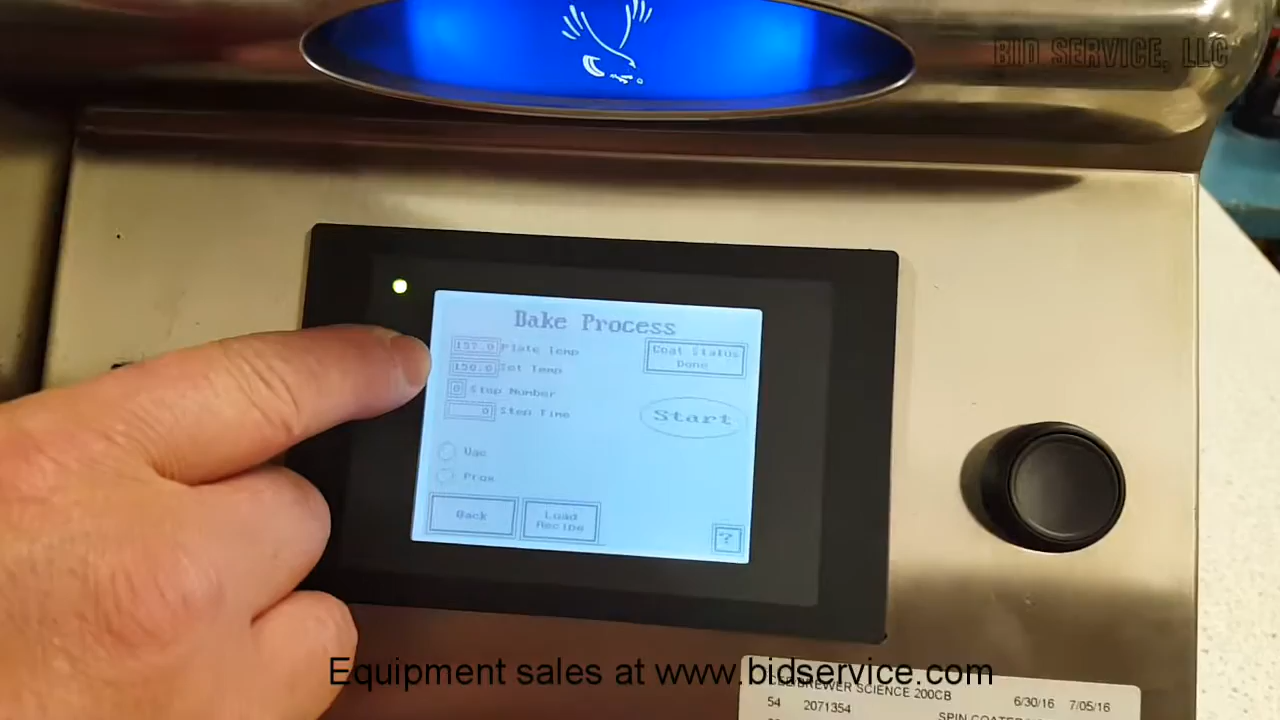 BID SERVICE, LLC
Bake Process
157.0 Plate Temp
150.0 Set Temp
0 Step Number
0 Step Time
Coat Status
Done
Start
Vac
Prox
Back
Load
Recipe
?
Equipment sales at www.bidservice.com
BREWER SCIENCE 200CB
6/30/16 7/05/16
54 2071354